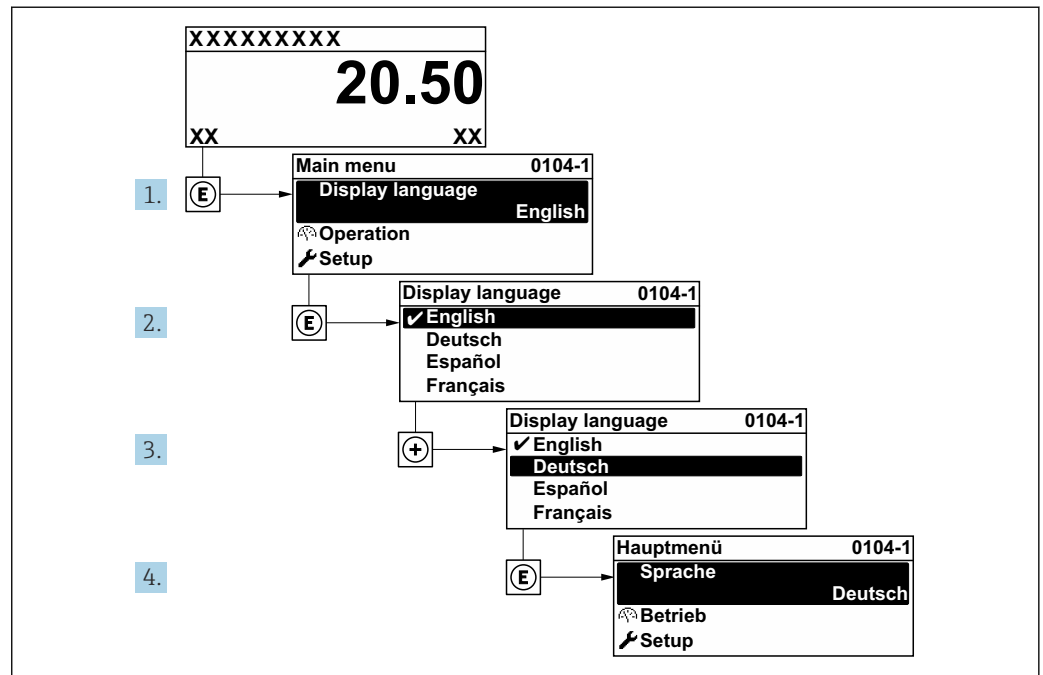 XXXXXXXXX
20.50
XX XX
1. E
Main menu 0104-1
Display language
English
Operation
Setup
2. E
Display language 0104-1
✔ English
Deutsch
Español
Français
3. +
Display language 0104-1
✔ English
Deutsch
Español
Français
4. E
Hauptmenü 0104-1
Sprache
Deutsch
Betrieb
Setup